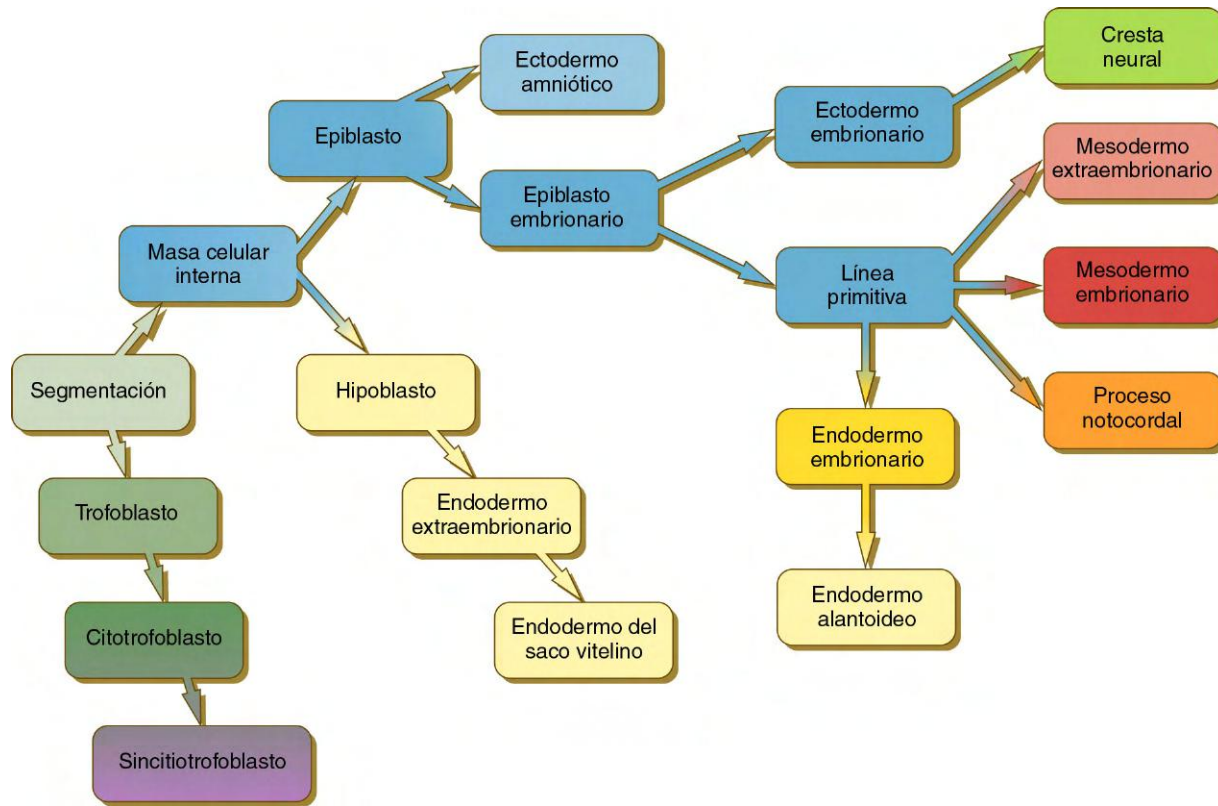 Cresta
neural
Ectodermo
amniótico
Epiblasto
Ectodermo
embrionario
Mesodermo
extraembrionario
Epiblasto
embrionario
Masa celular
interna
Línea
primitiva
Mesodermo
embrionario
Segmentación
Hipoblasto
Proceso
notocordal
Endodermo
embrionario
Trofoblasto
Endodermo
extraembrionario
Endodermo
alantoideo
Citotrofoblasto
Endodermo del
saco vitelino
Sincitiotrofoblasto